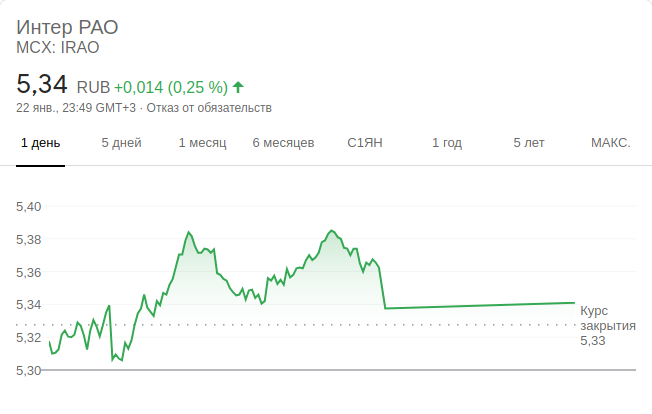 Интер РАО
MCX: IRAO
5,34 RUB +0,014 (0,25 %)
22 янв., 23:49 GMT+3 · Отказ от обязательств
1 день 5 дней 1 месяц 6 месяцев С1ЯН 1 год 5 лет МАКС.
5,40
5,38
5,36
5,34
5,32
5,30
Курс
закрытия
5,33